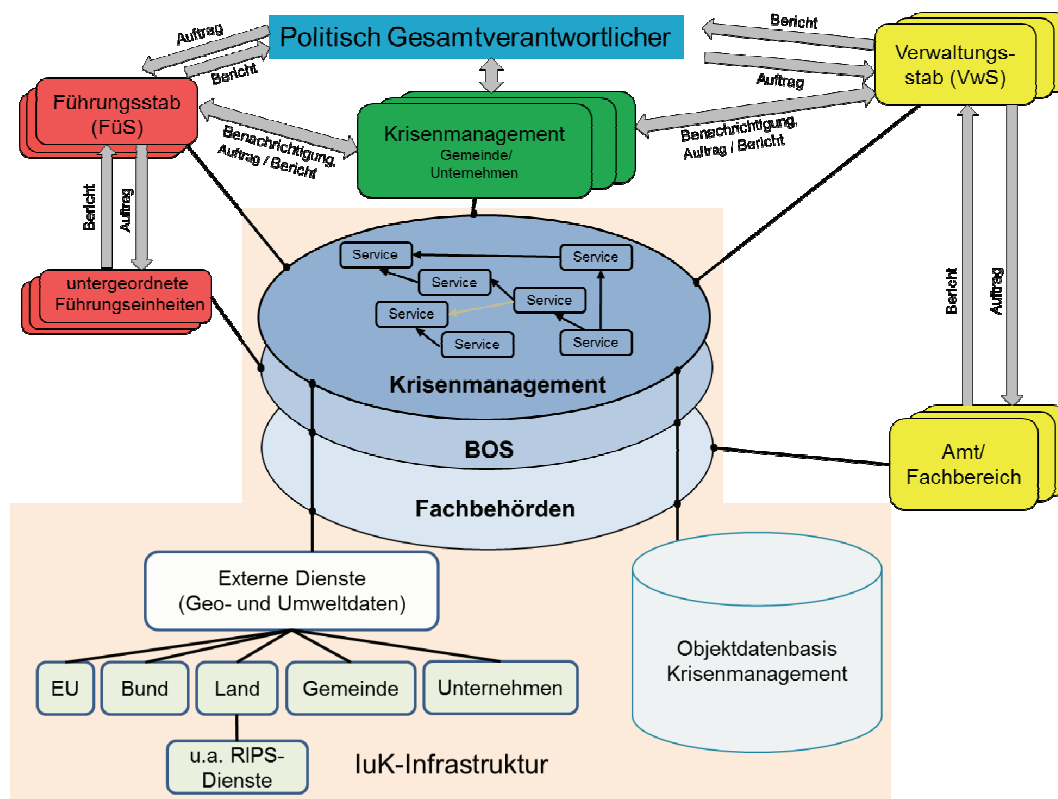 Auftrag
Bericht
Politisch Gesamtverantwortlicher
Bericht
Auftrag
Verwaltungs-
stab (VwS)
Führungsstab
(FüS)
Benachrichtigung,
Auftrag / Bericht
Krisenmanagement
Gemeinde/
Unternehmen
Benachrichtigung,
Auftrag / Bericht
Bericht
Auftrag
untergeordnete
Führungseinheiten
Service
Service
Service
Service
Service
Service
Service
Krisenmanagement
BOS
Fachbehörden
Bericht
Auftrag
Amt/
Fachbereich
Externe Dienste
(Geo- und Umweltdaten)
EU
Bund
Land
Gemeinde
Unternehmen
u.a. RIPS-
Dienste
IuK-Infrastruktur
Objektdatenbasis
Krisenmanagement